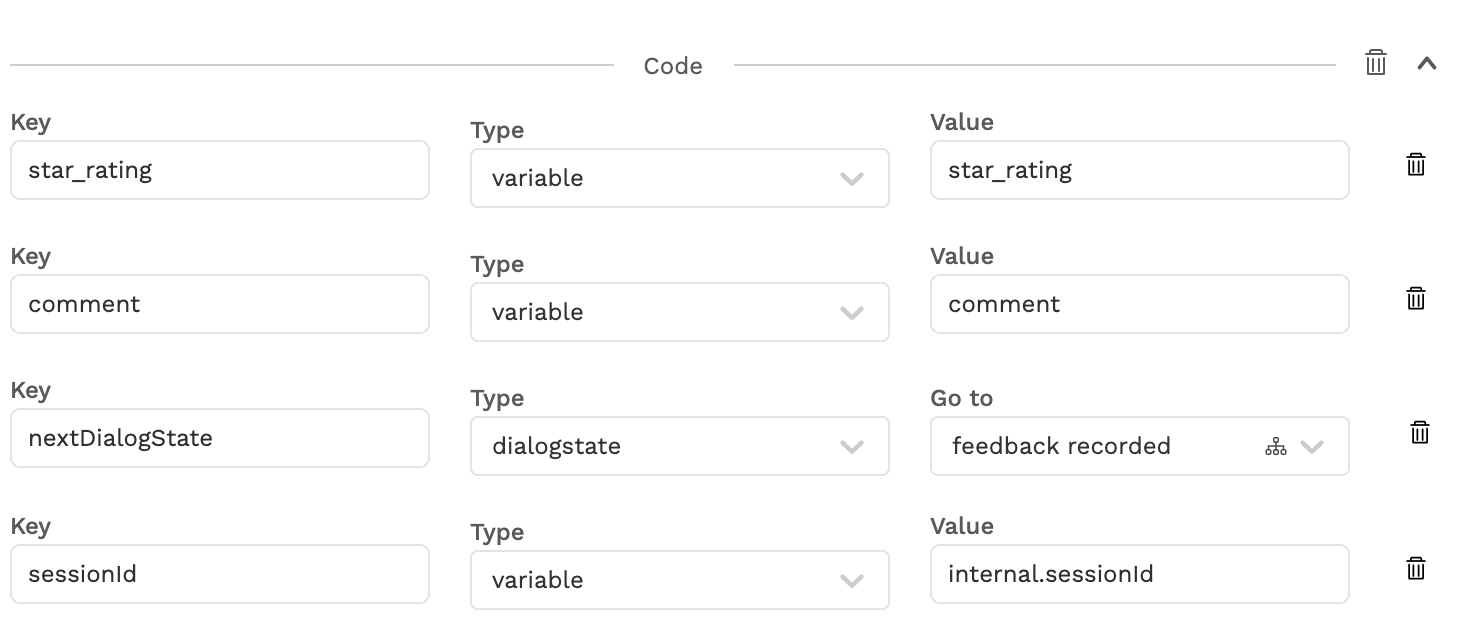 Code
Key Type Value
star_rating variable star_rating
Key Type Value
comment variable comment
Key Type Go to
nextDialogState dialogstate feedback recorded
Key Type Value
sessionId variable internal.sessionId